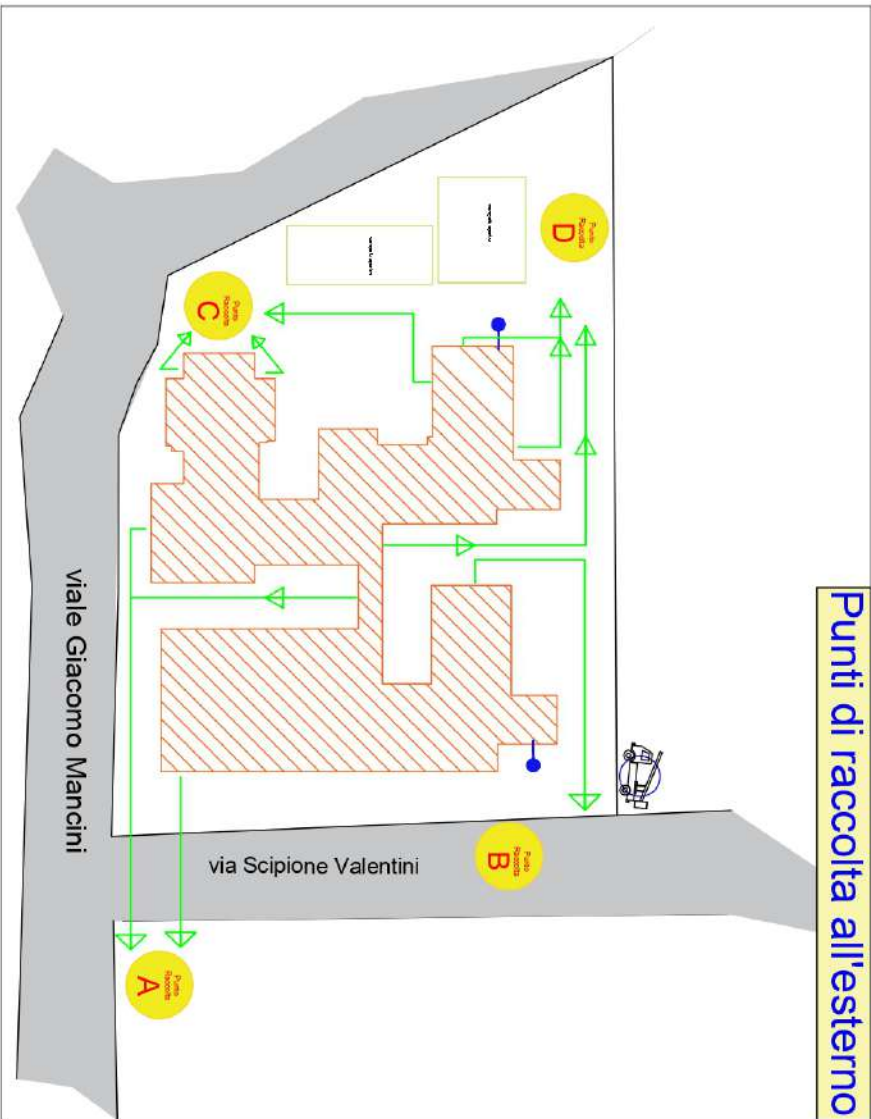 Punti di raccolta all'esterno
Punto
Raccolta
D
Punto
Raccolta
C
Punto
Raccolta
B
Punto
Raccolta
A
viale Giacomo Mancini
via Scipione Valentini